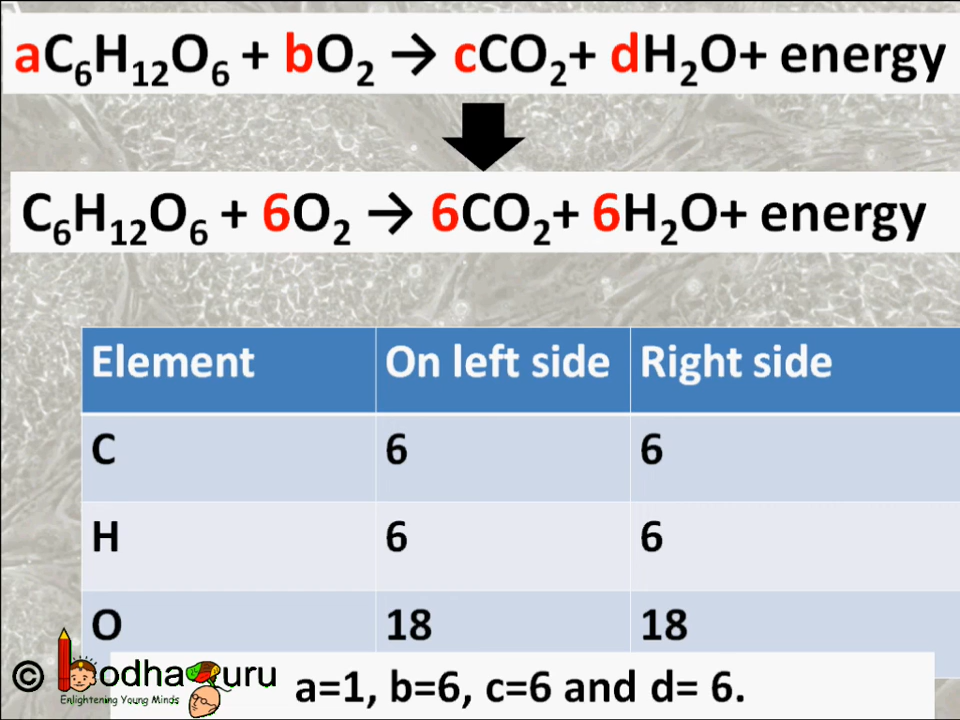 aC₆H₁₂O₆ + bO₂ → cCO₂+ dH₂O+ energy
C₆H₁₂O₆ + 6O₂ → 6CO₂+ 6H₂O+ energy
Element On left side Right side
C 6 6
H 6 6
O 18 18
© bodhaguru
Enlightening Young Minds
a=1, b=6, c=6 and d= 6.